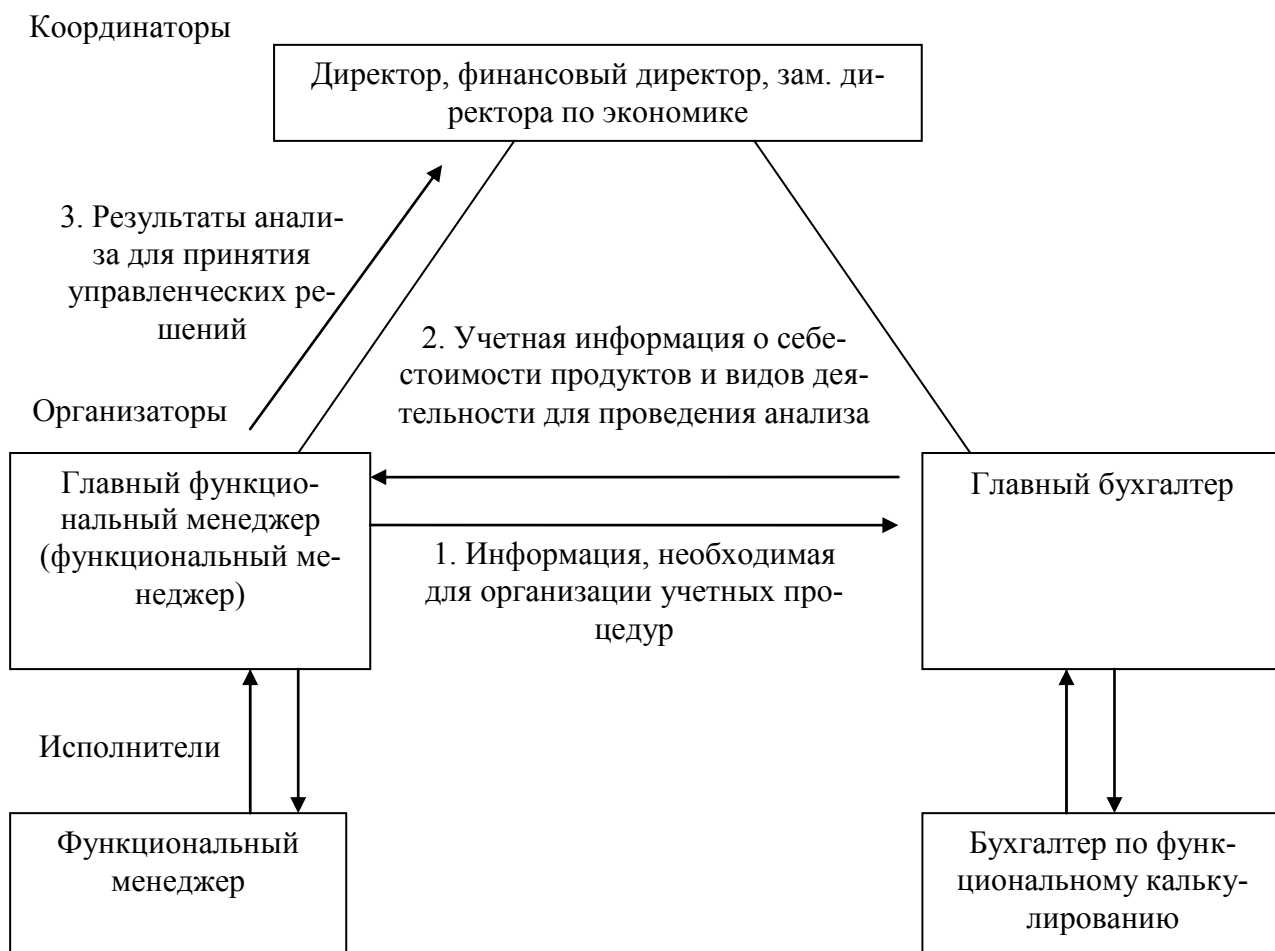 Координаторы
Директор, финансовый директор, зам. ди-
ректора по экономике
3. Результаты анали-
за для принятия
управленческих ре-
шений
2. Учетная информация о себе-
стоимости продуктов и видов дея-
тельности для проведения анализа
Организаторы
Главный функцио-
нальный менеджер
(функциональный ме-
неджер)
Главный бухгалтер
1. Информация, необходимая
для организации учетных про-
цедур
Исполнители
Функциональный
менеджер
Бухгалтер по функ-
циональному кальку-
лированию